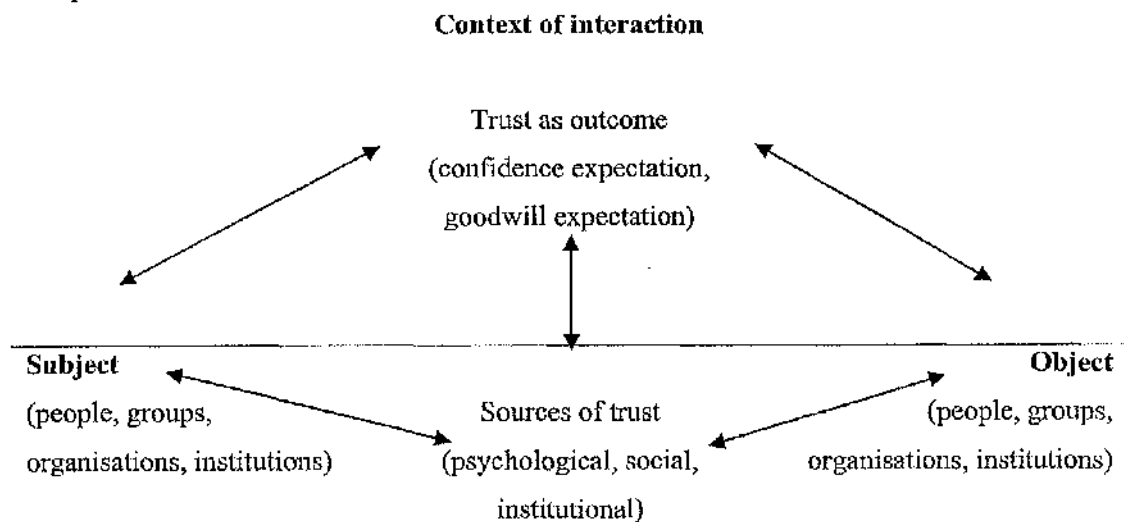 Context of interaction
Trust as outcome
(confidence expectation,
goodwill expectation)
Subject
(people, groups,
organisations, institutions)
Sources of trust
(psychological, social,
institutional)
Object
(people, groups,
organisations, institutions)